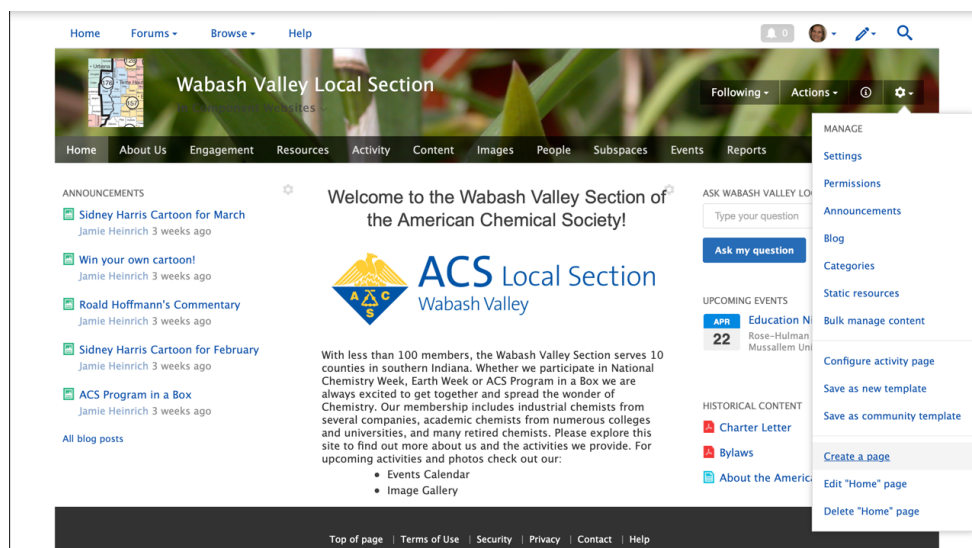 Home Forums Browse Help
0
Wabash Valley Local Section
Websites
Following Actions
Home About Us Engagement Resources Activity Content Images People Subspaces Events Reports
ANNOUNCEMENTS
Sidney Harris Cartoon for March
Jamie Heinrich 3 weeks ago
Win your own cartoon!
Jamie Heinrich 3 weeks ago
Roald Hoffmann's Commentary
Jamie Heinrich 3 weeks ago
Sidney Harris Cartoon for February
Jamie Heinrich 3 weeks ago
ACS Program in a Box
Jamie Heinrich 3 weeks ago
All blog posts
Welcome to the Wabash Valley Section of
the American Chemical Society!
A C S
ACS Local Section
Wabash Valley
With less than 100 members, the Wabash Valley Section serves 10
counties in southern Indiana. Whether we participate in National
Chemistry Week, Earth Week or ACS Program in a Box we are
always excited to get together and spread the wonder of
Chemistry. Our membership includes industrial chemists from
several companies, academic chemists from numerous colleges
and universities, and many retired chemists. Please explore this
site to find out more about us and the activities we provide. For
upcoming activities and photos check out our:
• Events Calendar
• Image Gallery
ASK WABASH VALLEY LO
Type your question
Ask my question
UPCOMING EVENTS
APR
22
Education Ni
Rose-Hulman
Mussallem Uni
HISTORICAL CONTENT
Charter Letter
Bylaws
About the Americ
MANAGE
Settings
Permissions
Announcements
Blog
Categories
Static resources
Bulk manage content
Configure activity page
Save as new template
Save as community template
Create a page
Edit "Home" page
Delete "Home" page
Top of page | Terms of Use | Security | Privacy | Contact | Help